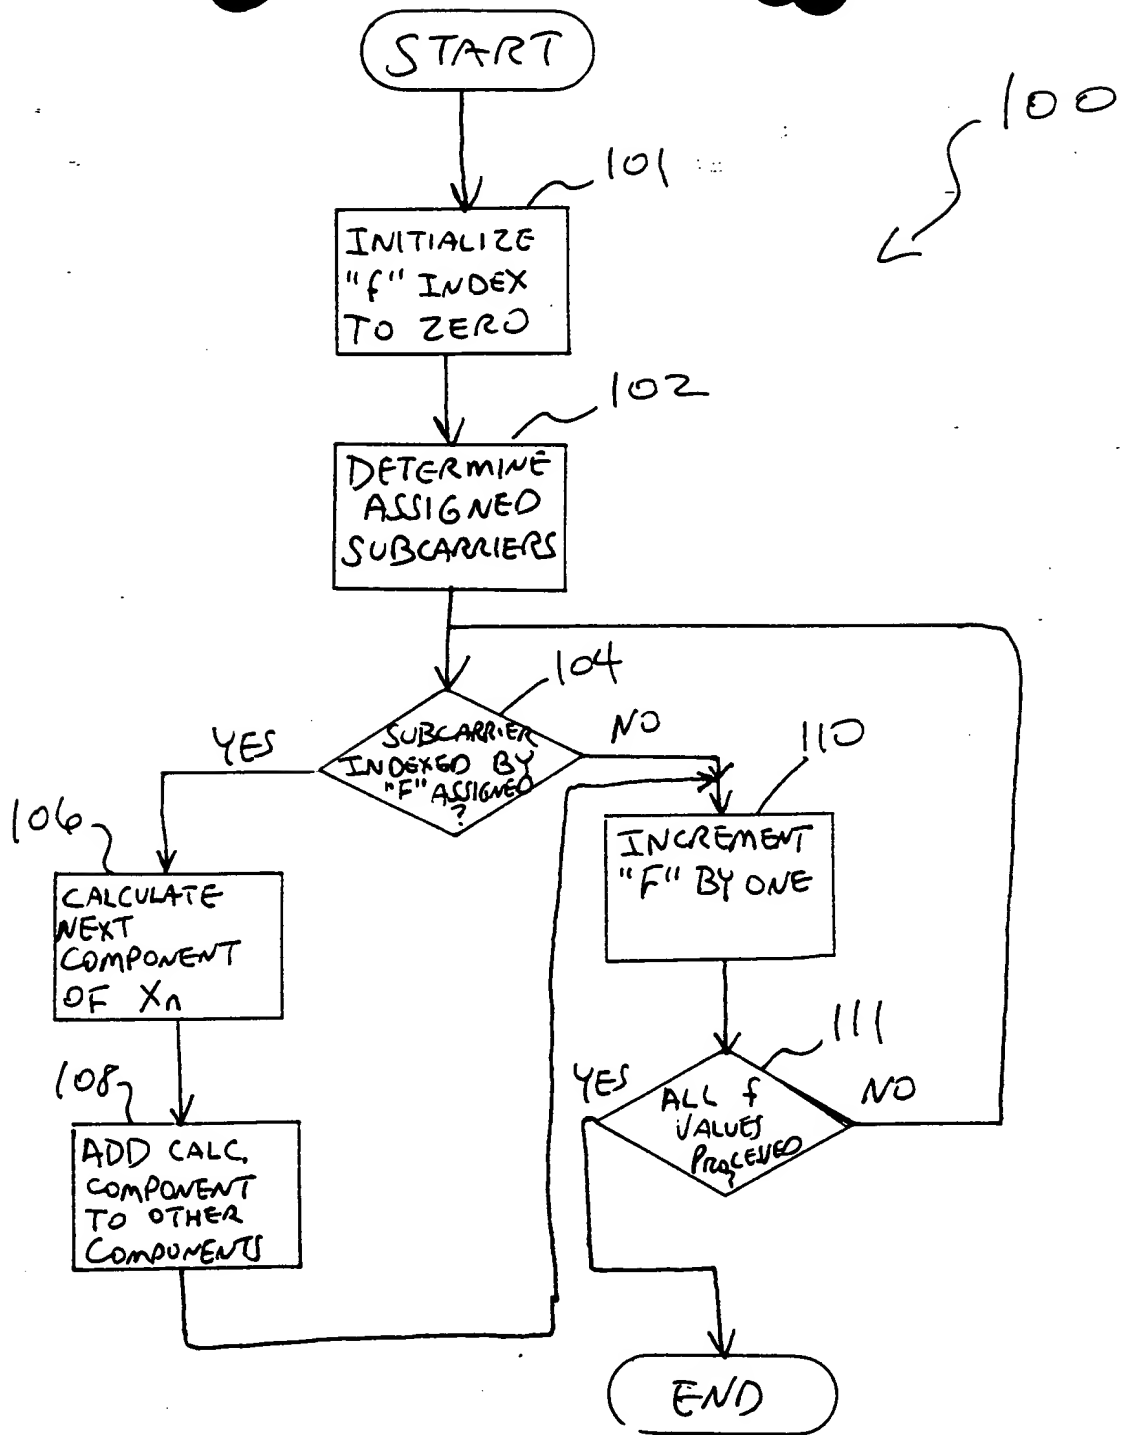 START
100
101
INITIALIZE
"f" INDEX
TO ZERO
102
DETERMINE
ASSIGNED
SUBCARRIERS
104
SUBCARRIER
INDEXED BY
"F" ASSIGNED
?
YES
NO
106
CALCULATE
NEXT
COMPONENT
OF Xn
108
ADD CALC.
COMPONENT
TO OTHER
COMPONENTS
110
INCREMENT
"F" BY ONE
111
ALL f
VALUES
PROCESSED
?
YES
NO
END